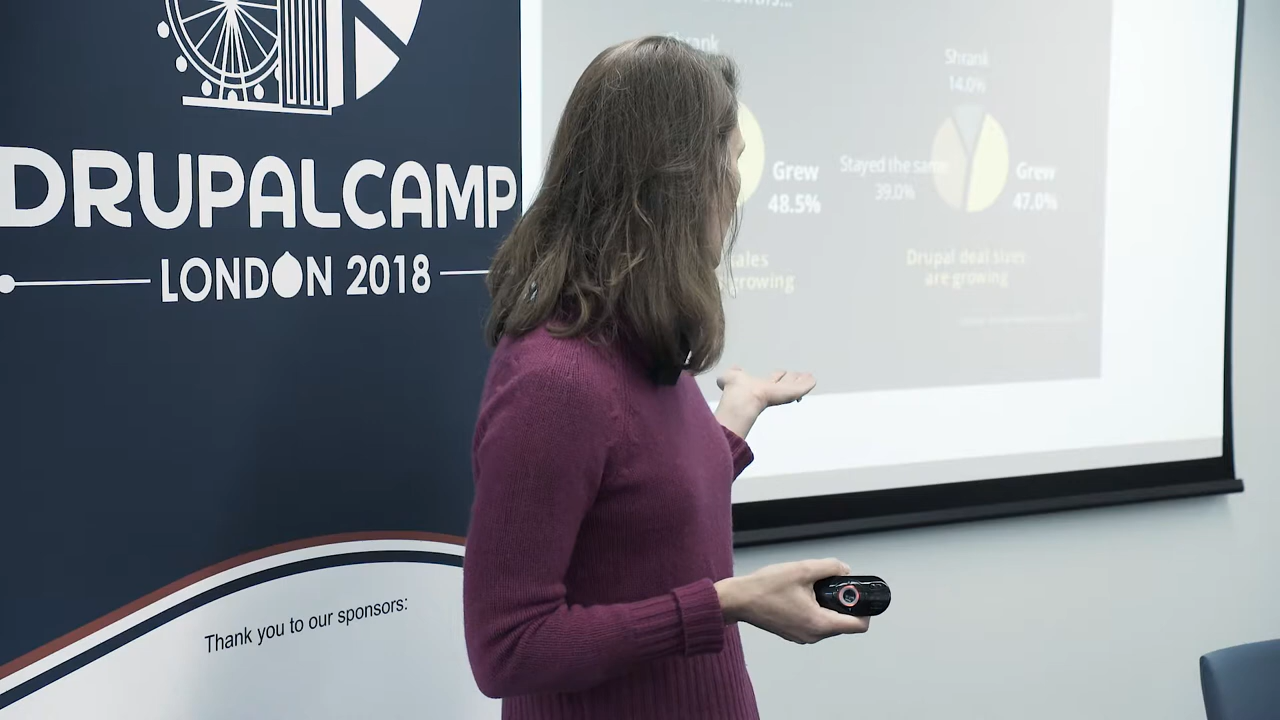 DRUPALCAMP
LONDON 2018
Thank you to our sponsors:
Shrank
Grew
48.5%
growing
Shrank
14.0%
Stayed the same
39.0%
Grew
47.0%
Drupal deal sizes
are growing